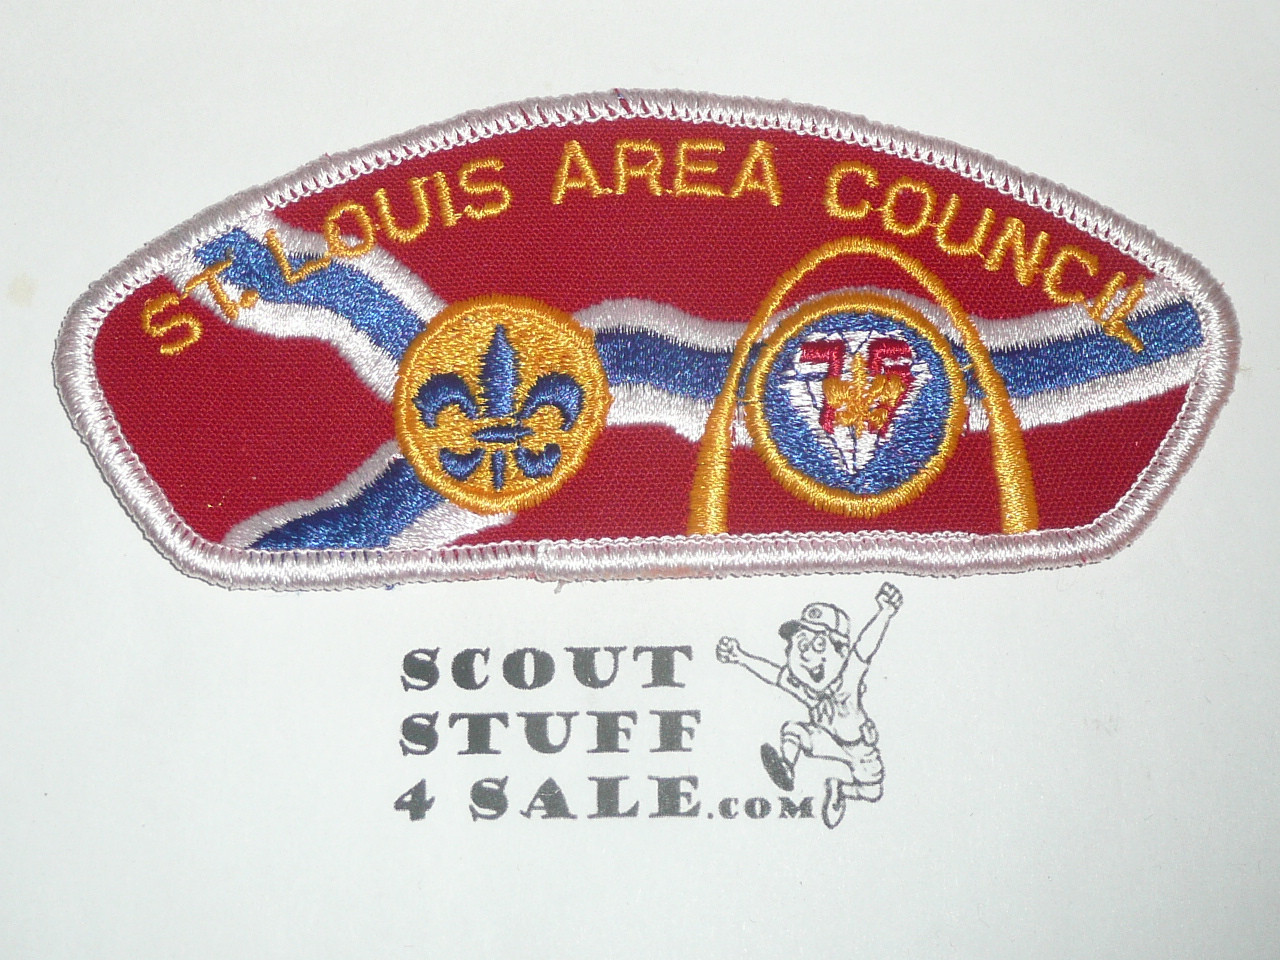 ST. LOUIS AREA COUNCIL
75
SCOUT
STUFF
4 SALE.COM